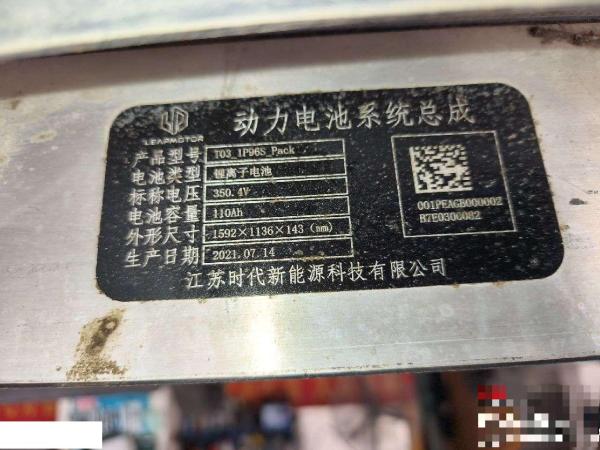 LEAPMOTOR
动力电池系统总成
产品型号 T03_1P96S_Pack
电池类型 锂离子电池
标称电压 350.4V
电池容量 110Ah
外形尺寸 1592×1136×143 (mm)
生产日期 2021.07.14
001PEAGB000002
B7E0300082
江苏时代新能源科技有限公司